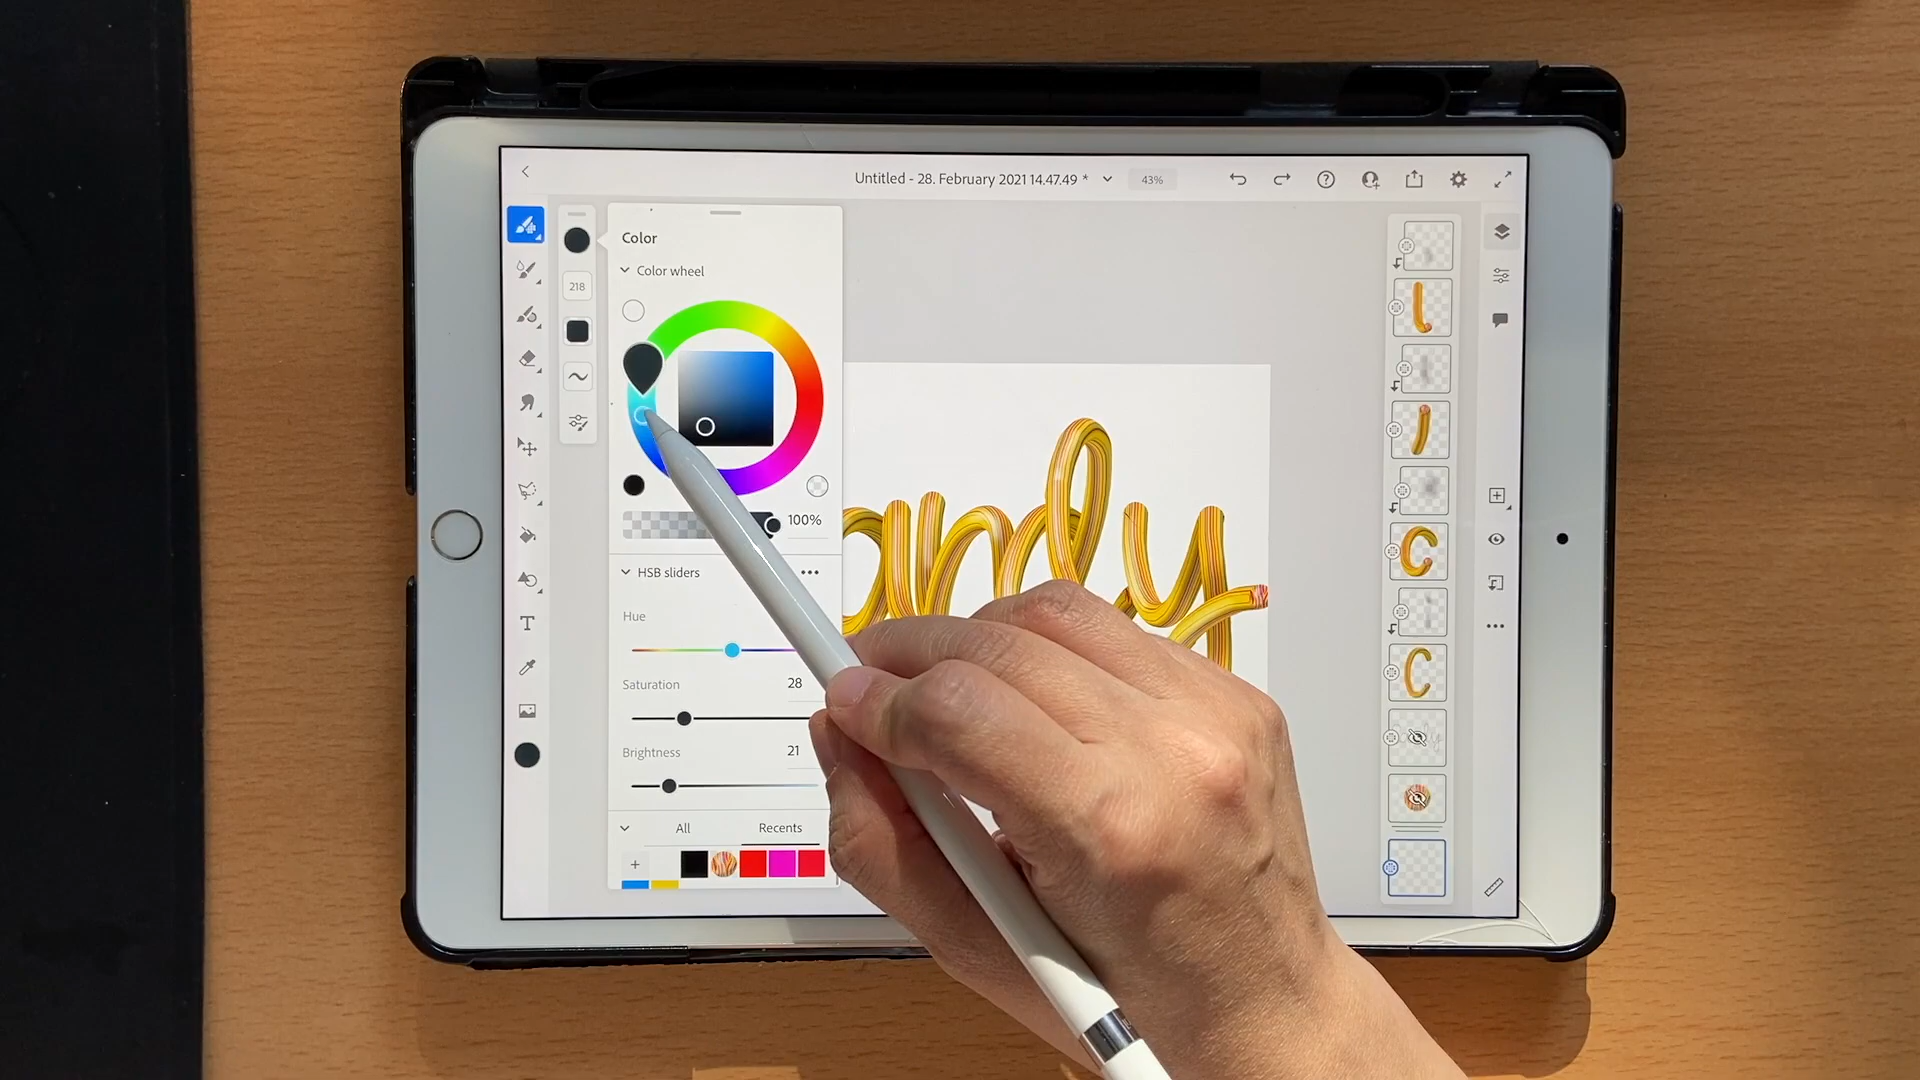 Untitled - 28. February 2021 14.47.49 *
43%
Color
Color wheel
218
100%
HSB sliders
Hue
Saturation
28
Brightness
21
All
Recents
T
andy